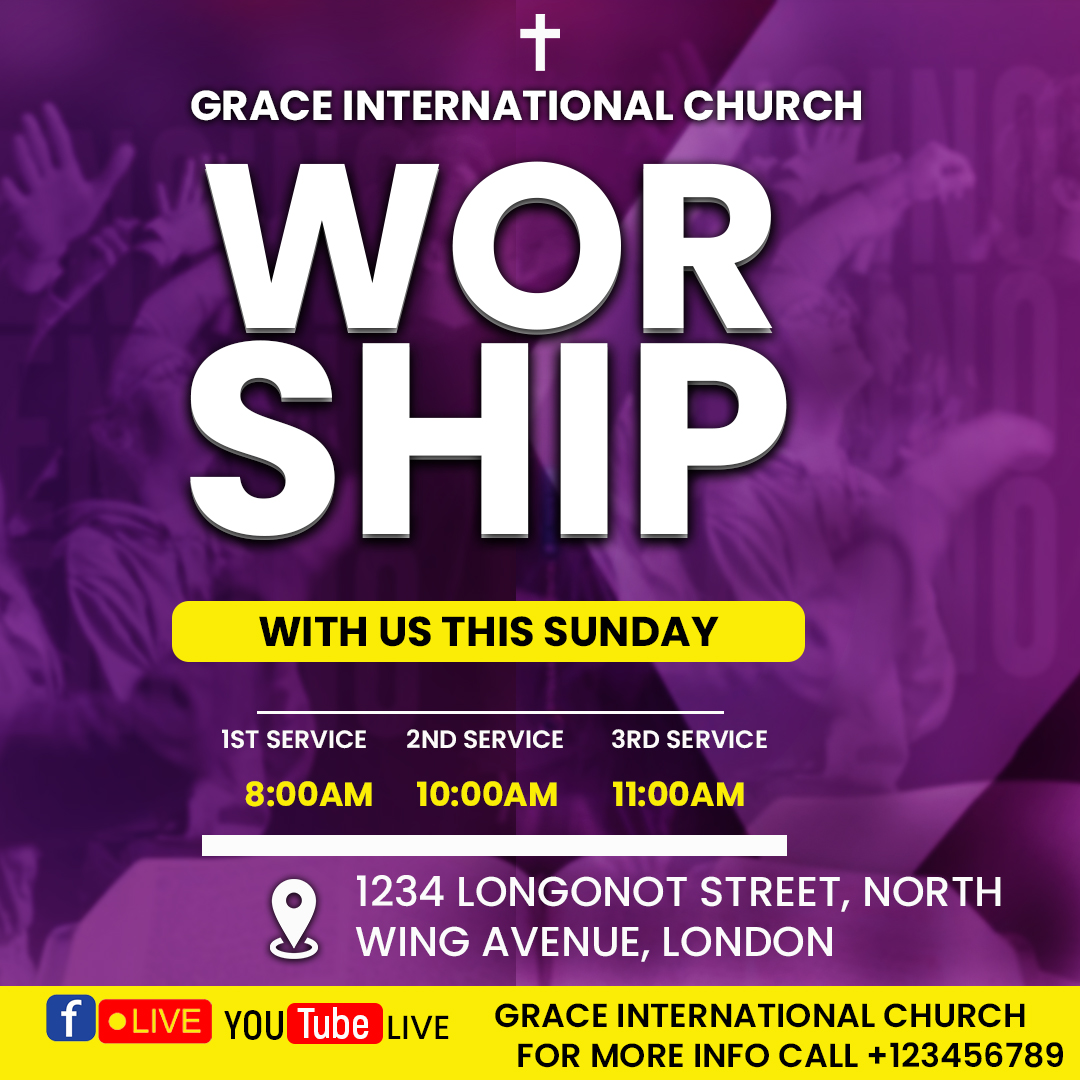 GRACE INTERNATIONAL CHURCH
WOR
SHIP
WITH US THIS SUNDAY
1ST SERVICE 2ND SERVICE 3RD SERVICE
8:00AM 10:00AM 11:00AM
1234 LONGONOT STREET, NORTH
WING AVENUE, LONDON
f LIVE YOU Tube LIVE
GRACE INTERNATIONAL CHURCH
FOR MORE INFO CALL +123456789